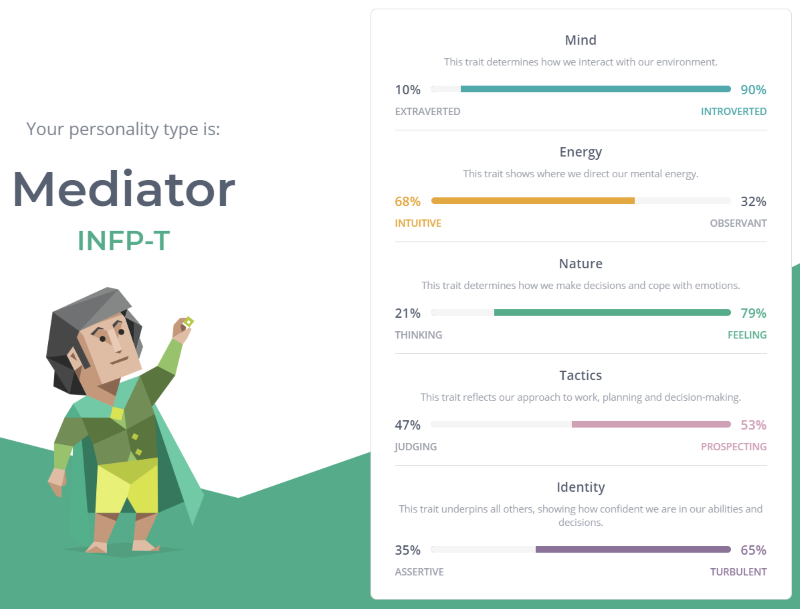 Your personality type is:
Mediator
INFP-T
Mind
This trait determines how we interact with our environment.
10% 90%
EXTRAVERTED INTROVERTED
Energy
This trait shows where we direct our mental energy.
68% 32%
INTUITIVE OBSERVANT
Nature
This trait determines how we make decisions and cope with emotions.
21% 79%
THINKING FEELING
Tactics
This trait reflects our approach to work, planning and decision-making.
47% 53%
JUDGING PROSPECTING
Identity
This trait underpins all others, showing how confident we are in our abilities and
decisions.
35% 65%
ASSERTIVE TURBULENT